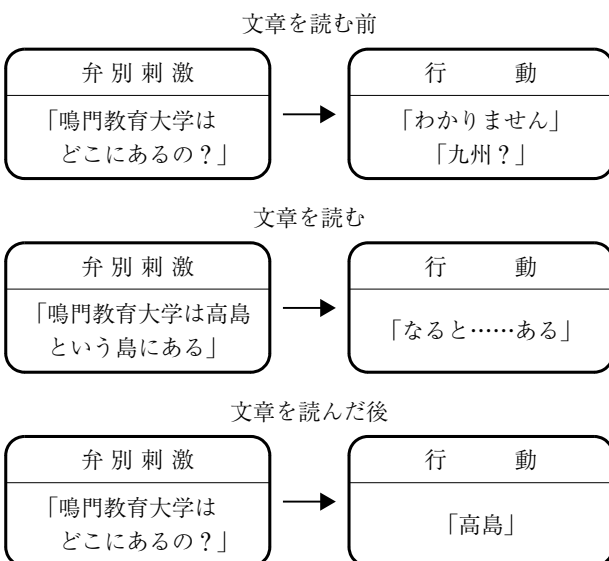 文章を読む前
弁別刺激
行 動
「鳴門教育大学は
どこにあるの?」
「わかりません」
「九州?」
文章を読む
弁別刺激
行 動
「鳴門教育大学は高島
という島にある」
「なると……ある」
文章を読んだ後
弁別刺激
行 動
「鳴門教育大学は
どこにあるの?」
「高島」